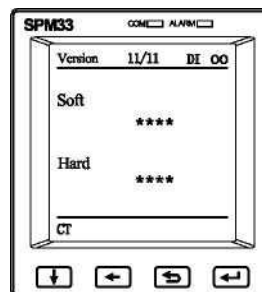 SPM33 COM ALARM
Version 11/11 DI OO
Soft
****
Hard
****
CT